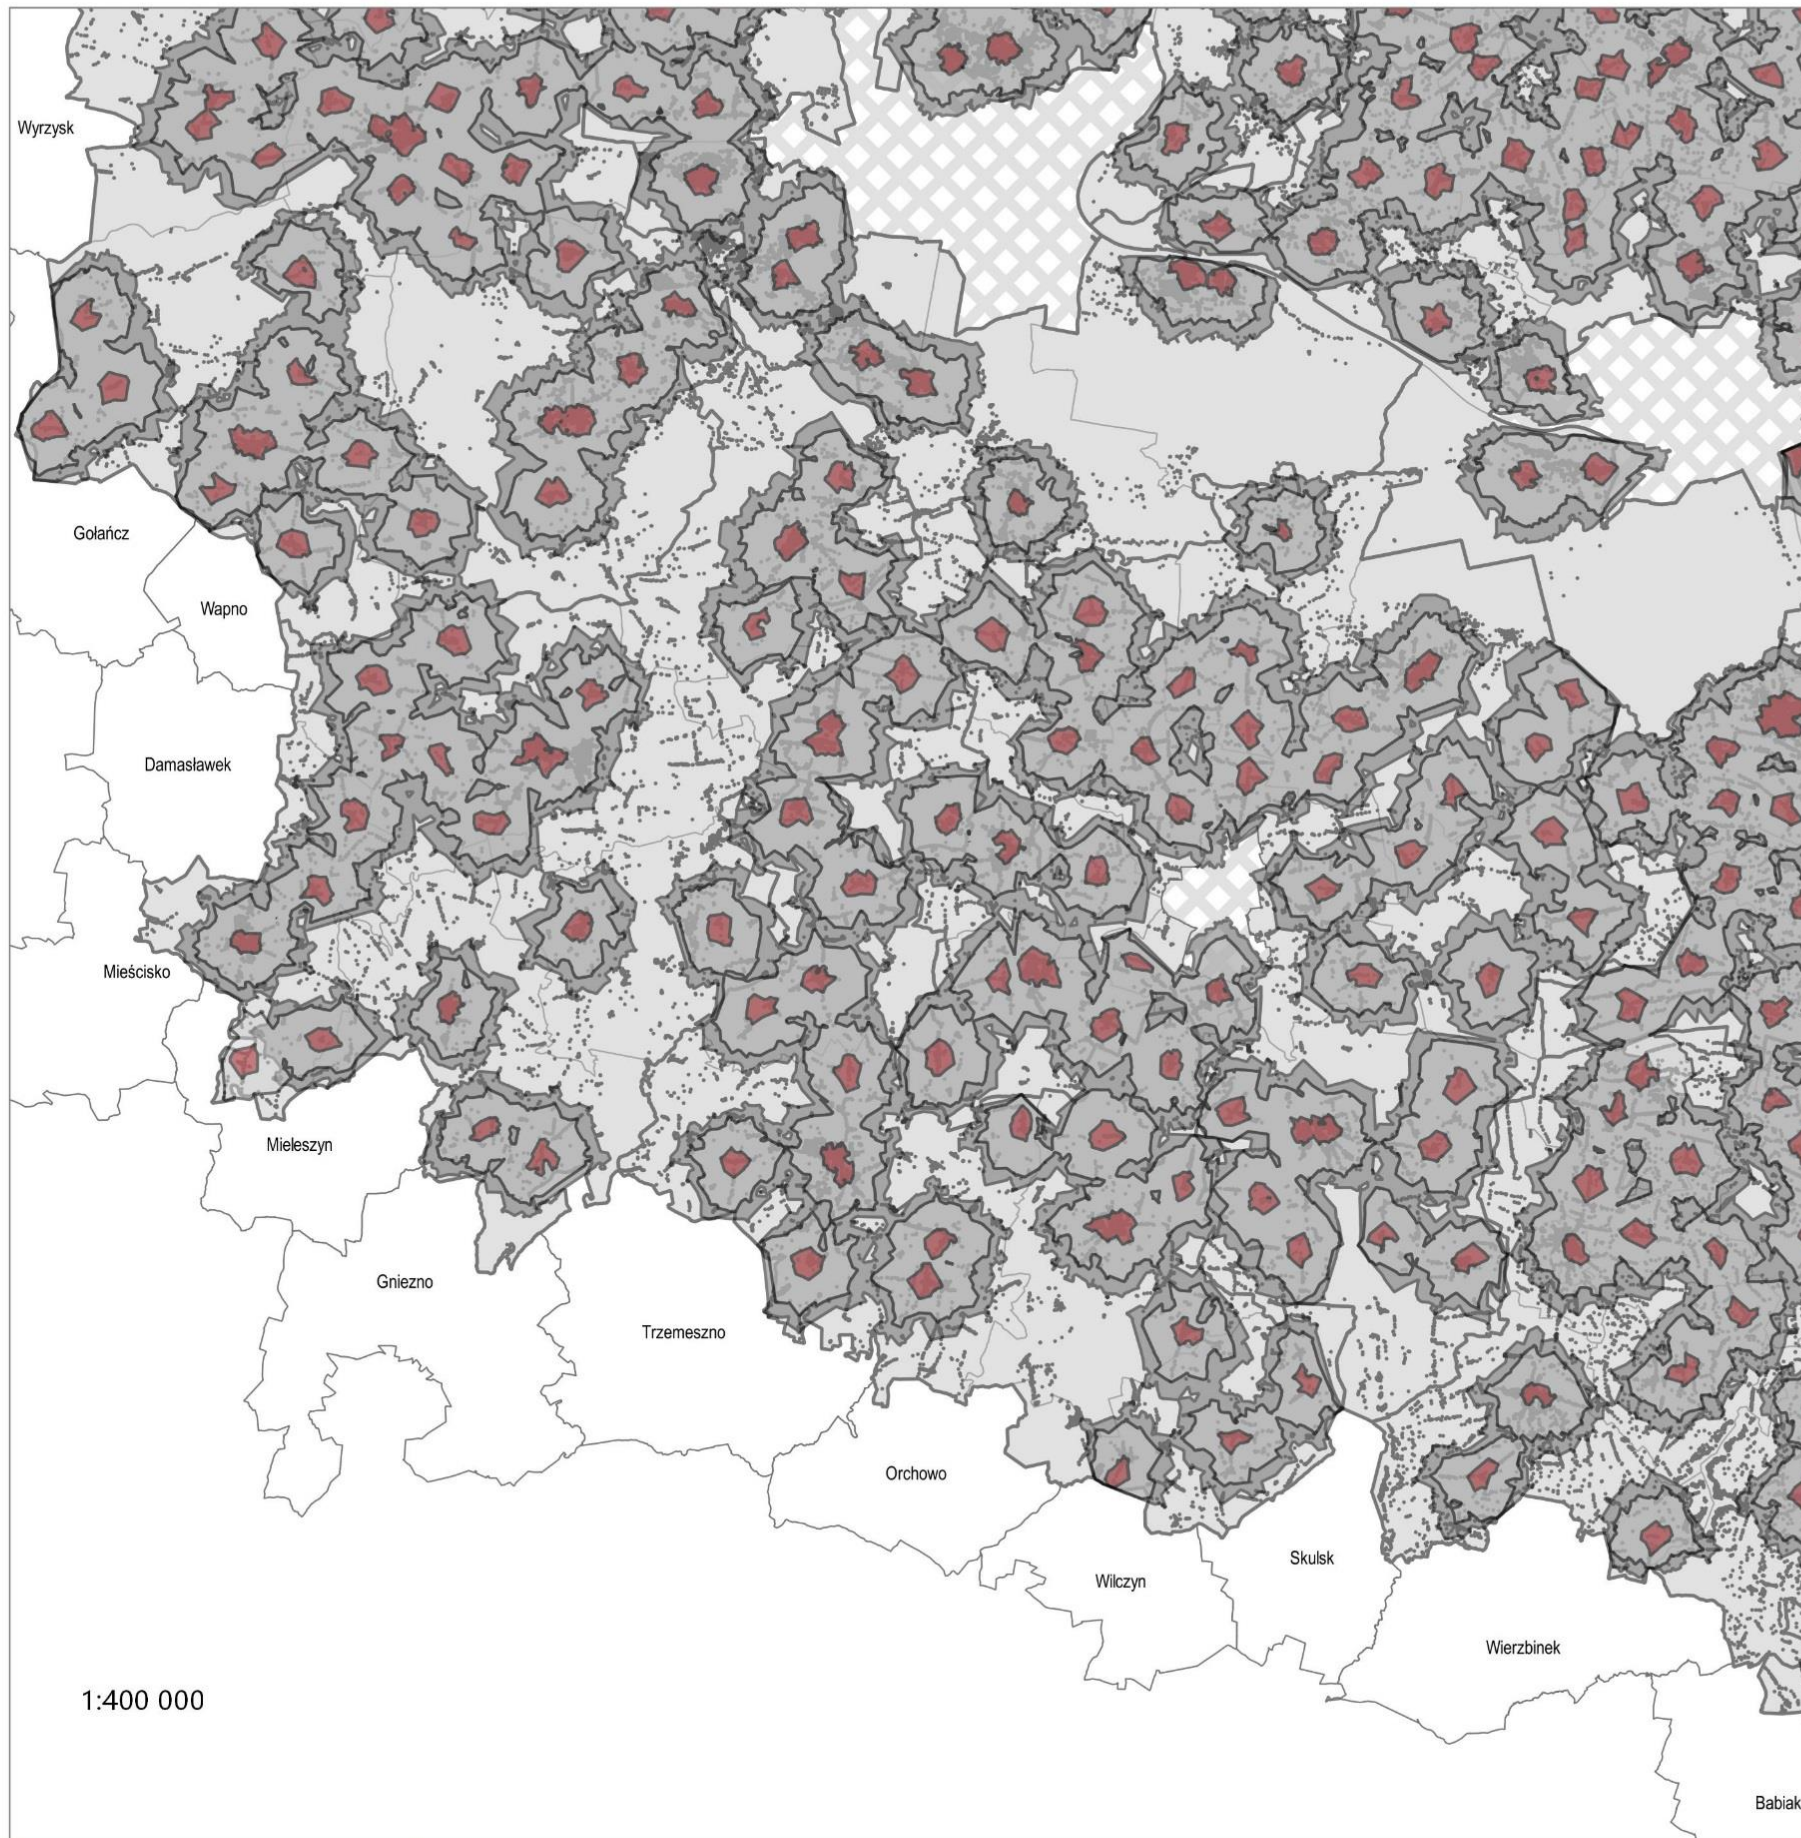 Wyrzysk
Gołańcz
Wapno
Damasławek
Mieścisko
Mieleszyn
Gniezno
Trzemeszno
Orchowo
Skulsk
Wilczyn
Wierzbinek
1:400 000
Babiak